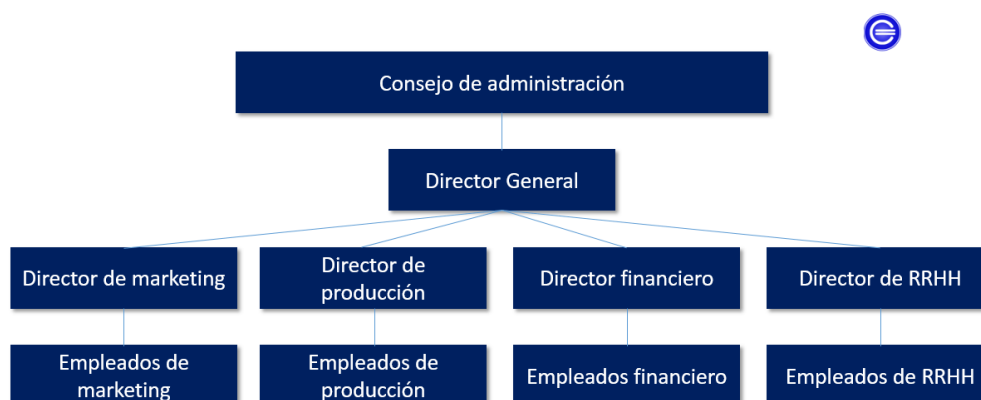 Consejo de administración
Director General
Director de marketing
Director de
producción
Director financiero
Director de RRHH
Empleados de
marketing
Empleados de
producción
Empleados financiero
Empleados de RRHH